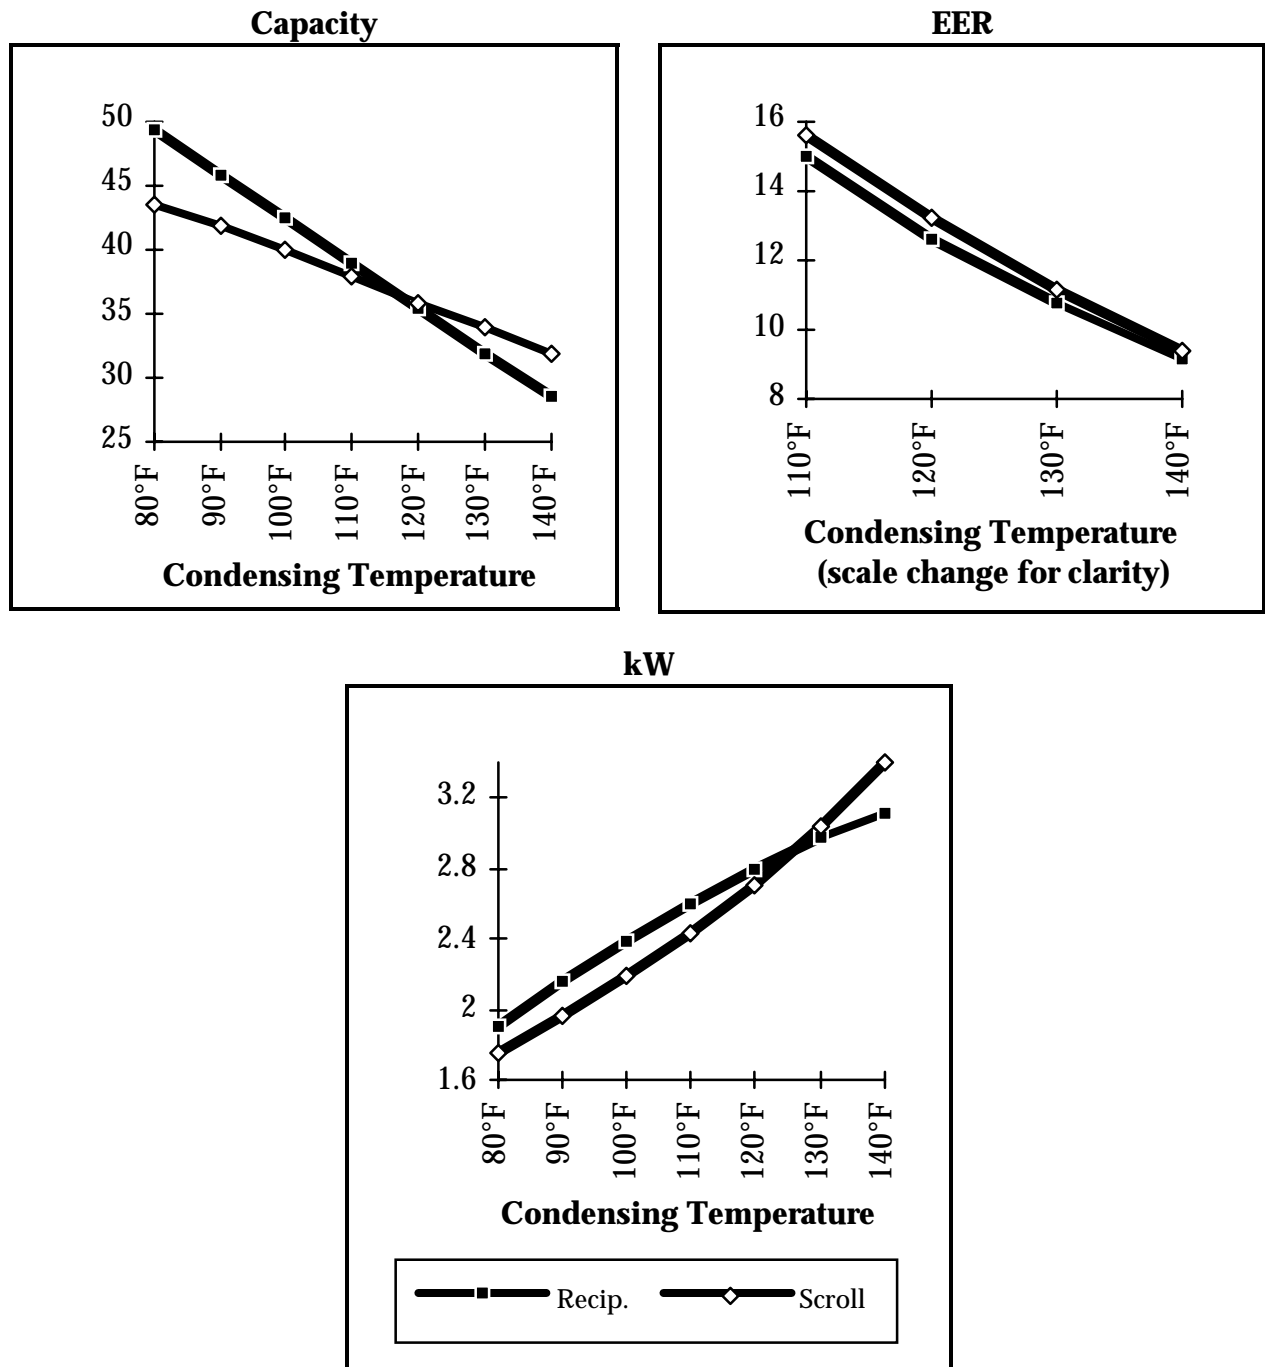 Capacity
50
45
40
35
30
25
80°F
90°F
100°F
110°F
120°F
130°F
140°F
Condensing Temperature
EER
16
14
12
10
8
110°F
120°F
130°F
140°F
Condensing Temperature
(scale change for clarity)
kW
3.2
2.8
2.4
2
1.6
80°F
90°F
100°F
110°F
120°F
130°F
140°F
Condensing Temperature
Recip.
Scroll